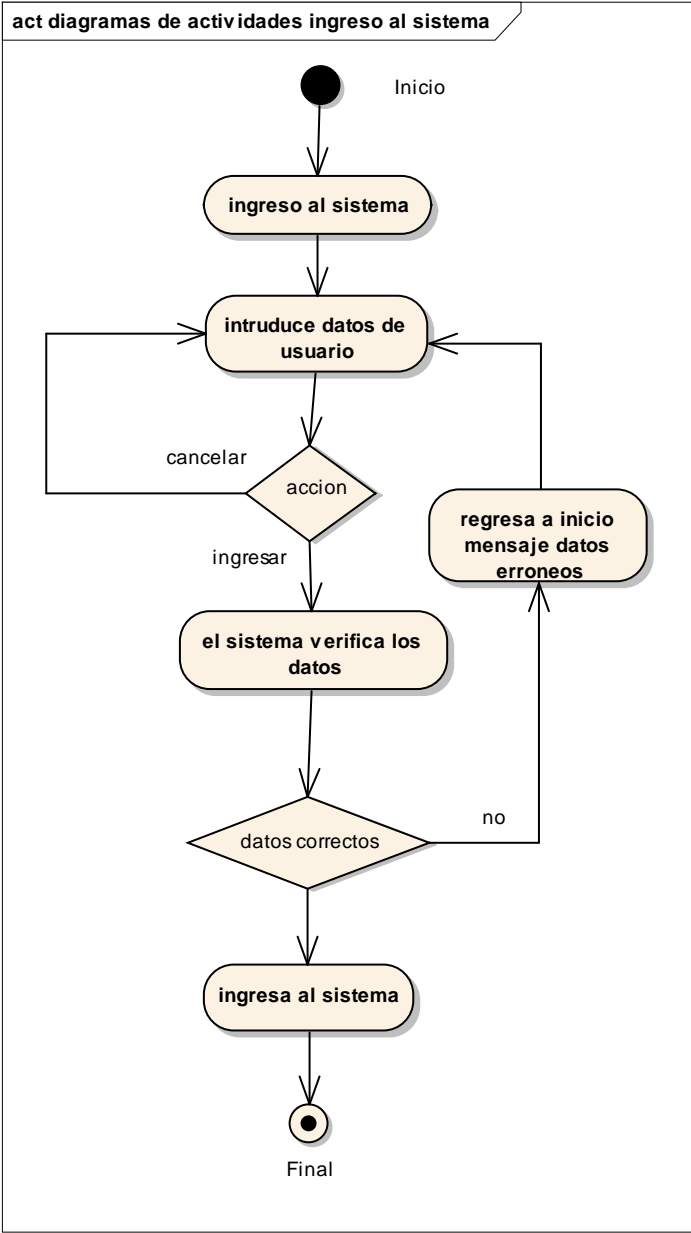 act diagramas de actividades ingreso al sistema
Inicio
ingreso al sistema
intruduce datos de
usuario
cancelar
accion
regresa a inicio
mensaje datos
erroneos
ingresar
el sistema verifica los
datos
no
datos correctos
ingresa al sistema
Final